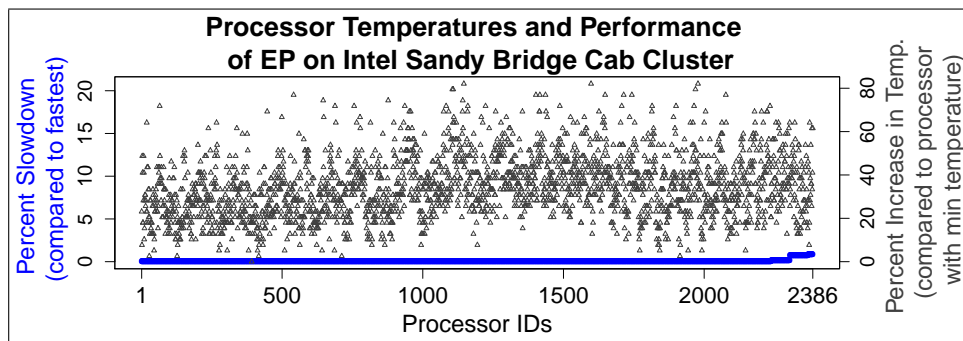 Processor Temperatures and Performance
of EP on Intel Sandy Bridge Cab Cluster
Percent Slowdown
(compared to fastest)
20
15
10
5
0
80
60
40
20
0
Percent Increase in Temp.
(compared to processor
with min temperature)
1 500 1000 1500 2000 2386
Processor IDs